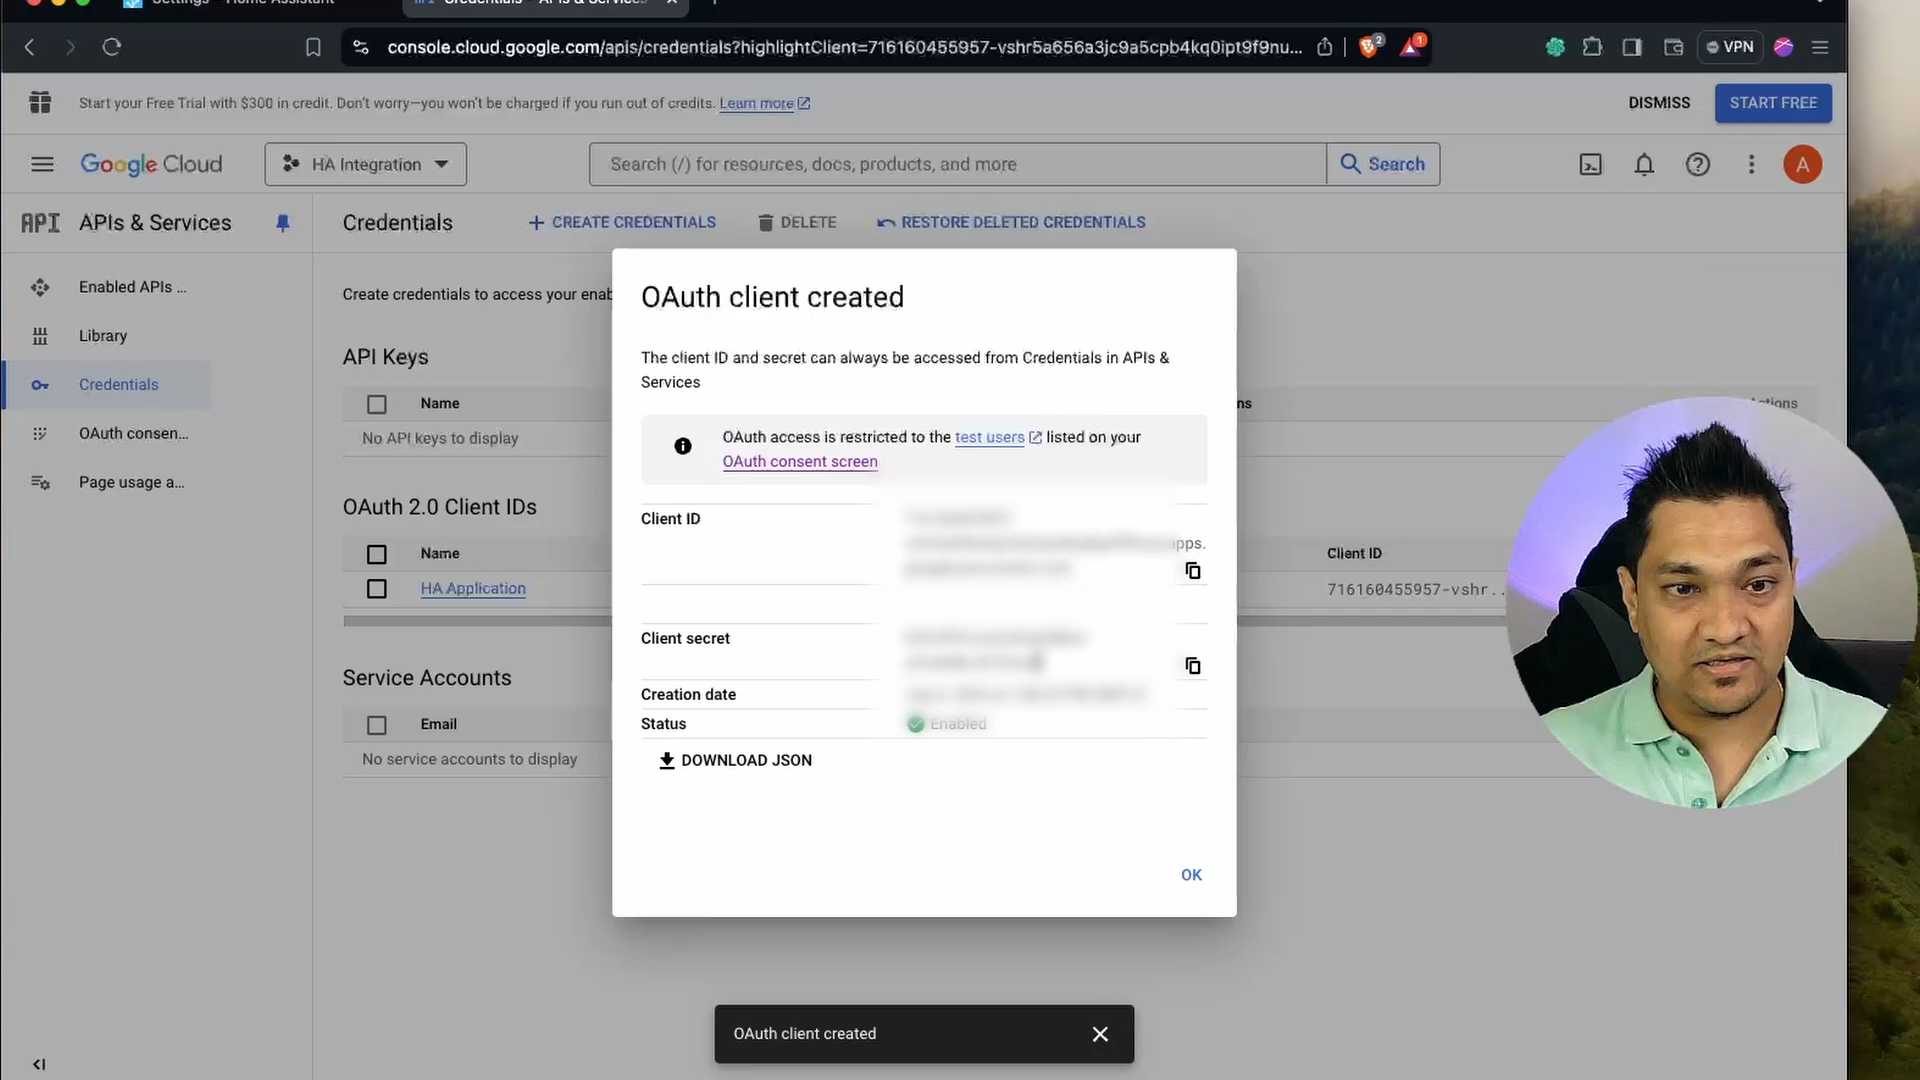 Settings – Home Assistant
Credentials – APIs & Services
console.cloud.google.com/apis/credentials?highlightClient=716160455957-vshr5a656a3jc9a5cpb4kq0ipt9f9nu...
2
1
VPN
Start your Free Trial with $300 in credit. Don't worry—you won't be charged if you run out of credits. Learn more
DISMISS
START FREE
Google Cloud
HA Integration
Search (/) for resources, docs, products, and more
Search
A
API APIs & Services
Credentials
CREATE CREDENTIALS
DELETE
RESTORE DELETED CREDENTIALS
Enabled APIs ...
Library
Credentials
OAuth consen...
Page usage a...
Create credentials to access your enab
API Keys
Name
ns
No API keys to display
OAuth 2.0 Client IDs
Name
Client ID
HA Application
716160455957-vshr...
Service Accounts
Email
No service accounts to display
OAuth client created
The client ID and secret can always be accessed from Credentials in APIs &
Services
OAuth access is restricted to the test users listed on your
OAuth consent screen
Client ID
apps.
Client secret
Creation date
Status
Enabled
DOWNLOAD JSON
OK
OAuth client created